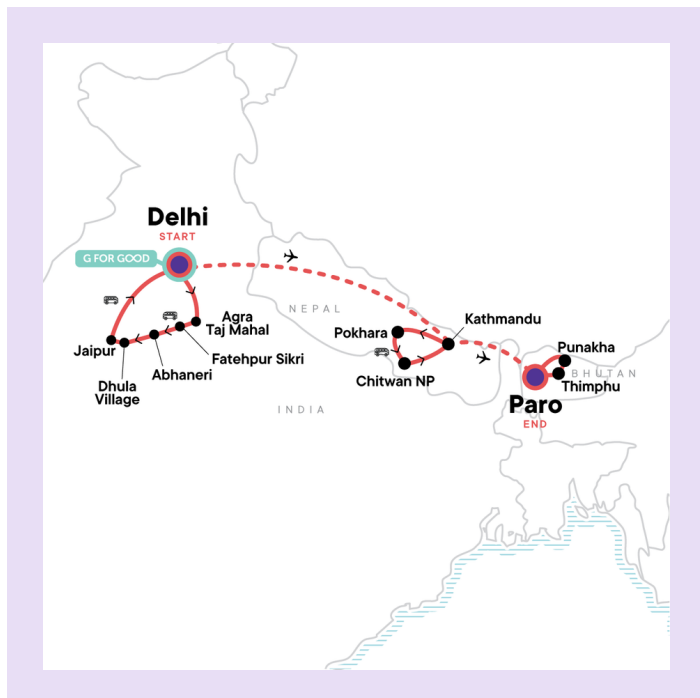 Delhi
START
G FOR GOOD
NEPAL
Agra
Taj Mahal
Kathmandu
Pokhara
Jaipur
Fatehpur Sikri
Punakha
Abhaneri
Chitwan NP
BHUTAN
Dhula
Village
Thimphu
Paro
END
INDIA